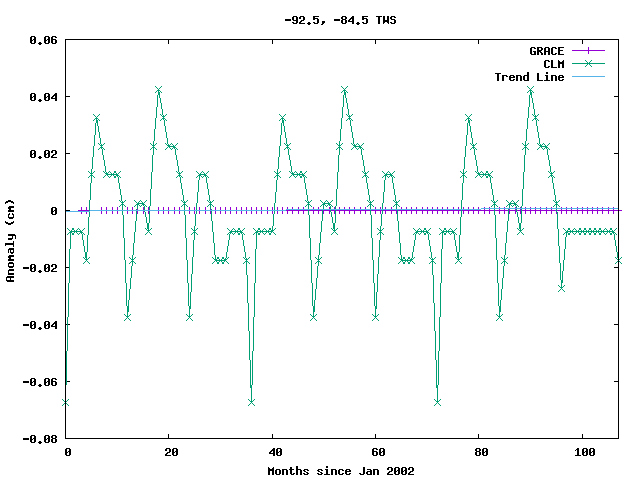 -92.5, -84.5 TWS
0.06
GRACE
CLM
Trend Line
0.04
0.02
0
-0.02
-0.04
-0.06
-0.08
Anomaly (cm)
0 20 40 60 80 100
Months since Jan 2002